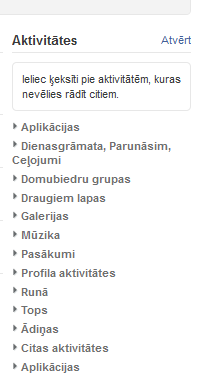 Aktivitātes Atvērt
Ieliec ķeksīti pie aktivitātēm, kuras
nevēlies rādīt citiem.
Aplikācijas
Dienasgrāmata, Parunāsim,
Ceļojumi
Domubiedru grupas
Draugiem lapas
Galerijas
Mūzika
Pasākumi
Profila aktivitātes
Runā
Tops
Ādiņas
Citas aktivitātes
Aplikācijas